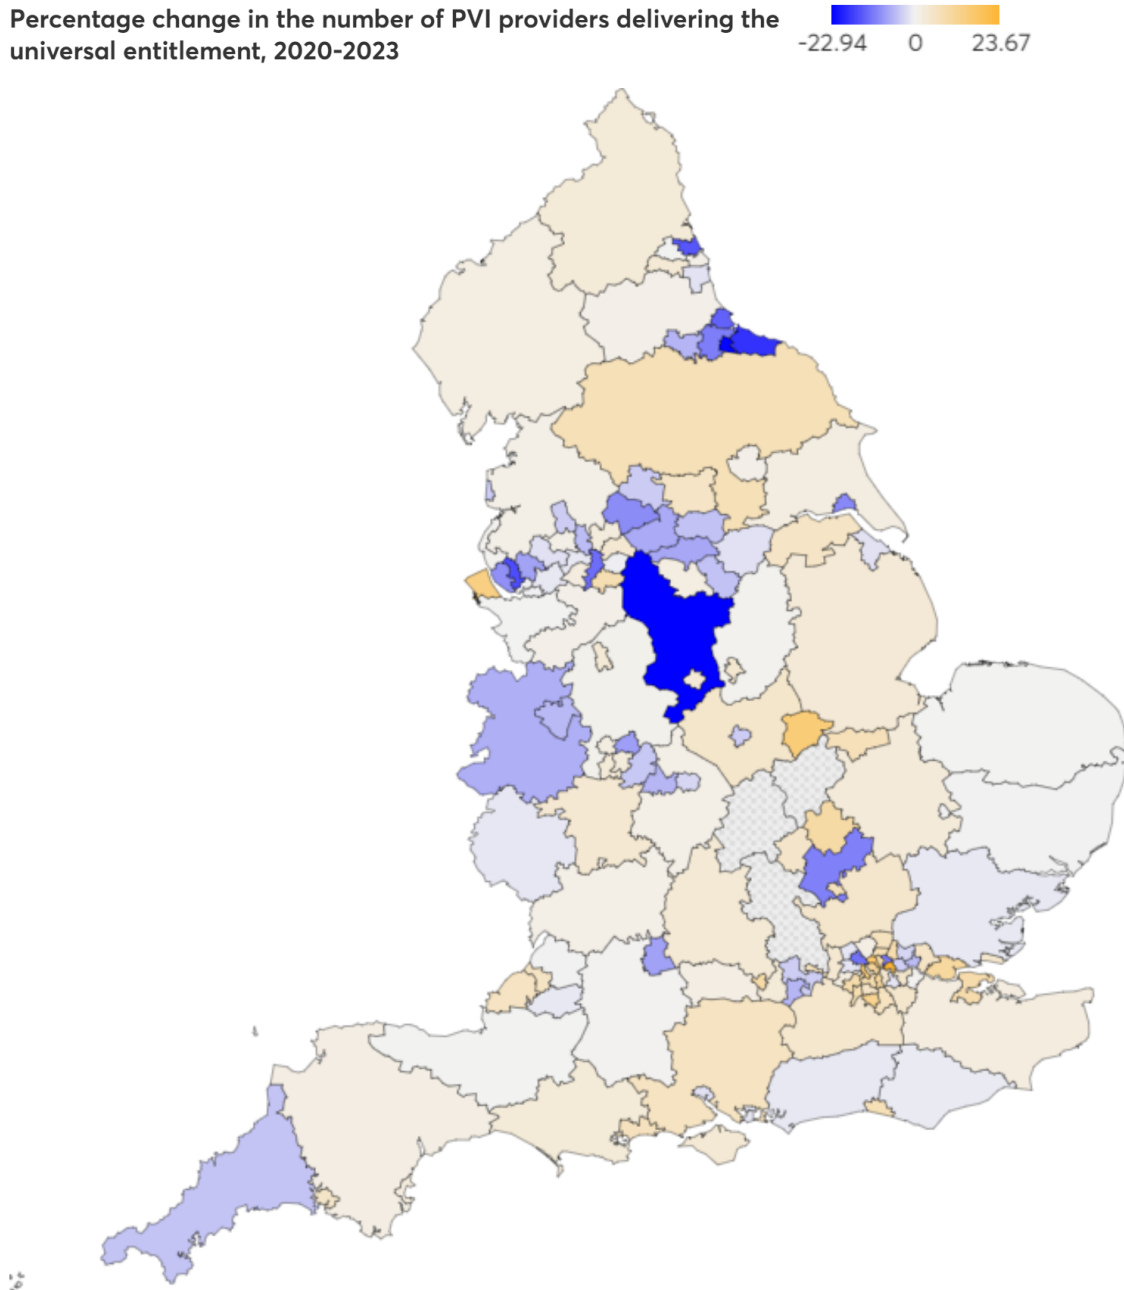 Percentage change in the number of PVI providers delivering the
universal entitlement, 2020-2023
-22.94 0 23.67